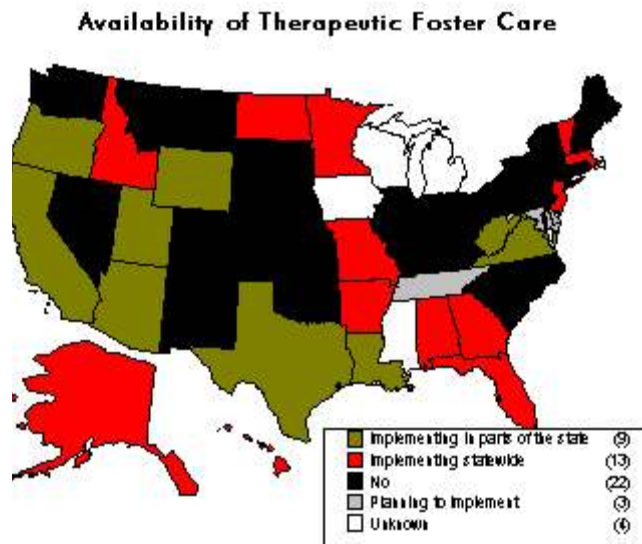 Availability of Therapeutic Foster Care
Implementing in parts of the state (9)
Implementing statewide (13)
No (22)
Planning to Implement (3)
Unknown (4)